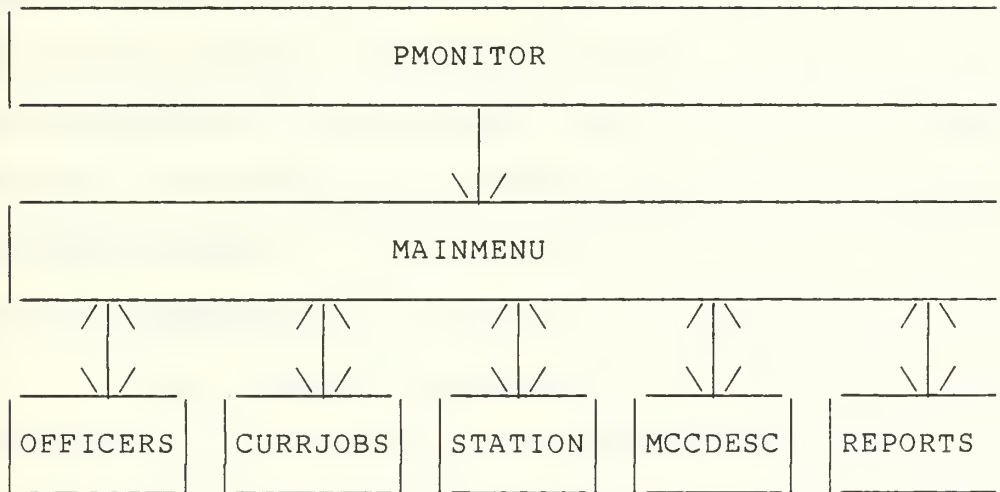 PMONITOR
MAINMENU
OFFICERS CURRJOBS STATION MCCDESC REPORTS